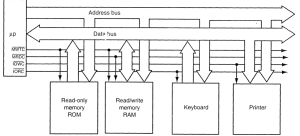 Address bus
μp
Data bus
MWTC
MRDC
IOWC
IORC
Read-only
memory
ROM
Read/write
memory
RAM
Keyboard
Printer